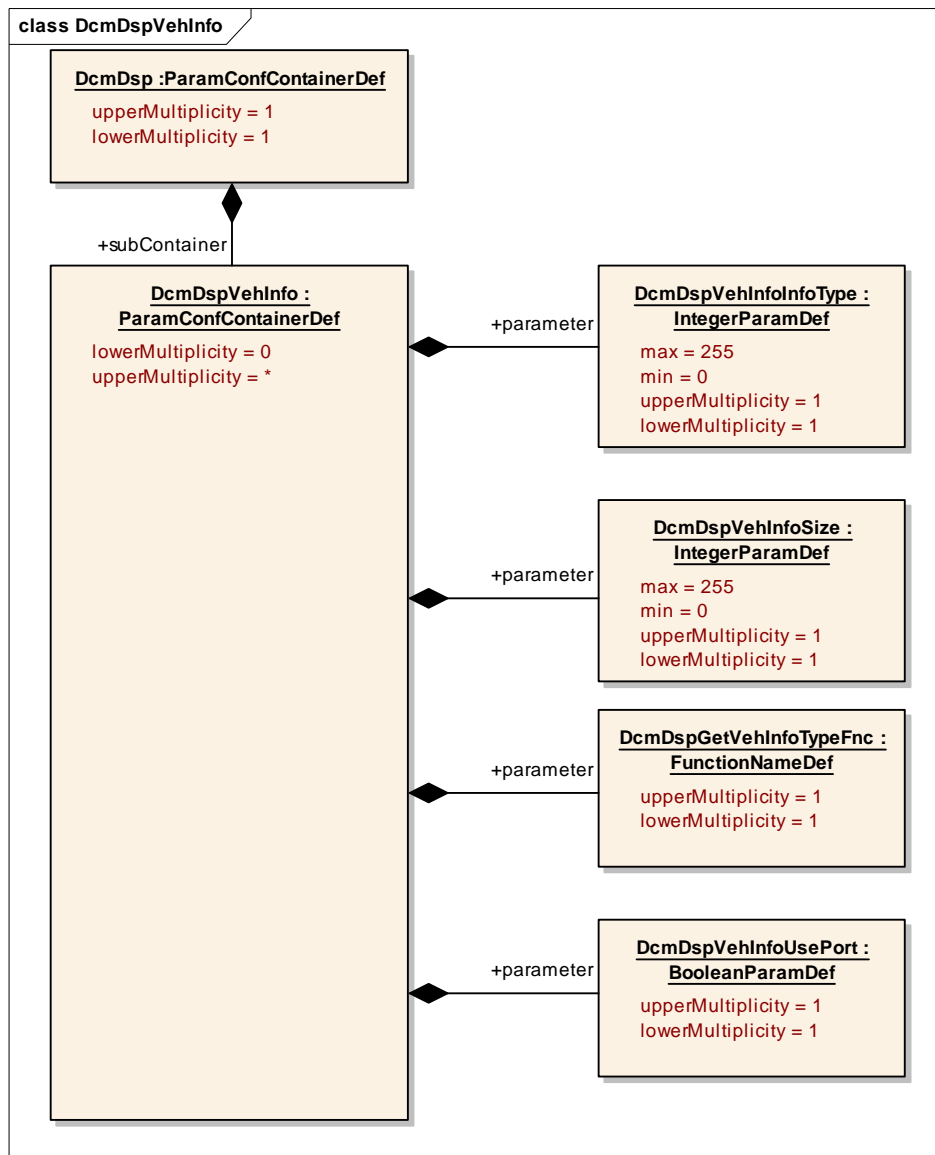 class DcmDspVehInfo
DcmDsp :ParamConfContainerDef
upperMultiplicity = 1
lowerMultiplicity = 1
+subContainer
DcmDspVehInfo :
ParamConfContainerDef
lowerMultiplicity = 0
upperMultiplicity = *
+parameter
DcmDspVehInfoInfoType :
IntegerParamDef
max = 255
min = 0
upperMultiplicity = 1
lowerMultiplicity = 1
+parameter
DcmDspVehInfoSize :
IntegerParamDef
max = 255
min = 0
upperMultiplicity = 1
lowerMultiplicity = 1
+parameter
DcmDspGetVehInfoTypeFnc :
FunctionNameDef
upperMultiplicity = 1
lowerMultiplicity = 1
+parameter
DcmDspVehInfoUsePort :
BooleanParamDef
upperMultiplicity = 1
lowerMultiplicity = 1